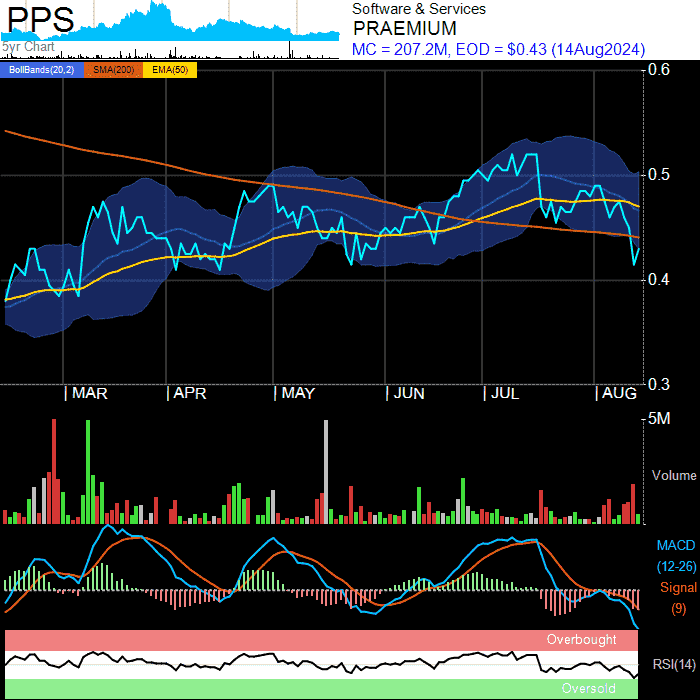 PPS
5yr Chart
Software & Services
PRAEMIUM
MC = 207.2M, EOD = $0.43 (14Aug2024)
BollBands(20,2) SMA(200) EMA(50)
0.6
0.5
0.4
0.3
| MAR | APR | MAY | JUN | JUL | AUG
5M
Volume
MACD
(12-26)
Signal
(9)
Overbought
RSI(14)
Oversold